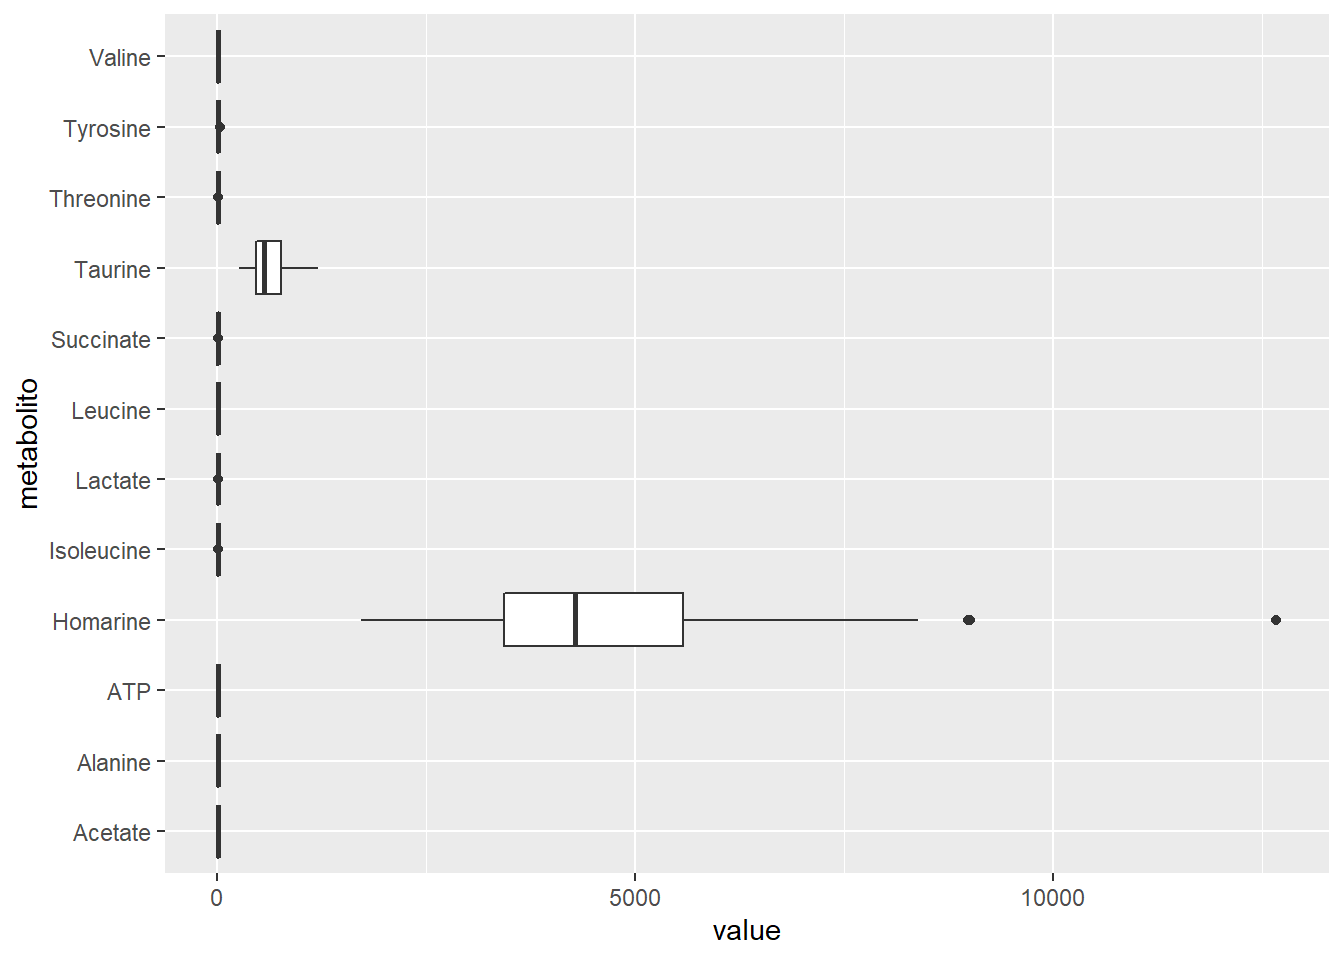 Valine
Tyrosine
Threonine
Taurine
Succinate
Leucine
Lactate
Isoleucine
Homarine
ATP
Alanine
Acetate
metabolito
0 5000 10000
value